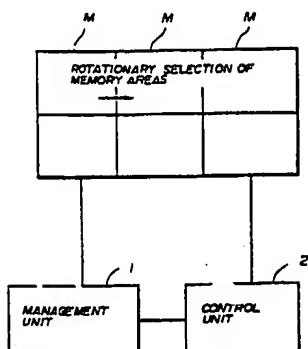 M M M
ROTATIONARY SELECTION OF
MEMORY AREAS
1 2
MANAGEMENT
UNIT
CONTROL
UNIT